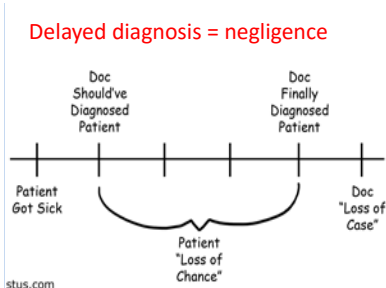 Delayed diagnosis = negligence
Doc
Should've
Diagnosed
Patient
Doc
Finally
Diagnosed
Patient
Patient
Got Sick
Doc
"Loss of
Case"
Patient
"Loss of
Chance"
stus.com